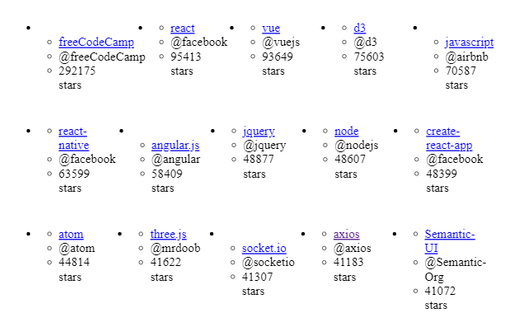 freeCodeCamp
@freeCodeCamp
292175
stars
react
@facebook
95413
stars
vue
@vuejs
93649
stars
d3
@d3
75603
stars
javascript
@airbnb
70587
stars
react-
native
@facebook
63599
stars
angular.js
@angular
58409
stars
jquery
@jquery
48877
stars
node
@nodejs
48607
stars
create-
react-app
@facebook
48399
stars
atom
@atom
44814
stars
three.js
@mrdoob
41622
stars
socket.io
@socketio
41307
stars
axios
@axios
41183
stars
Semantic-
UI
@Semantic-
Org
41072
stars